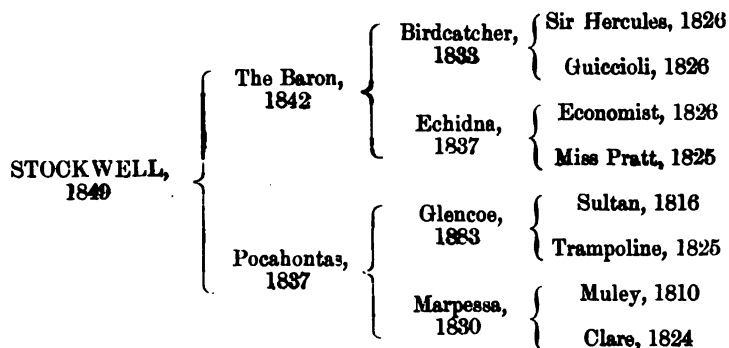 Birdcatcher,
1833
Sir Hercules, 1826
Guiccioli, 1826
The Baron,
1842
Echidna,
1837
Economist, 1826
Miss Pratt, 1825
STOCKWELL,
1849
Glencoe,
1883
Sultan, 1816
Trampoline, 1825
Pocahontas,
1837
Marpessa,
1830
Muley, 1810
Clare, 1824